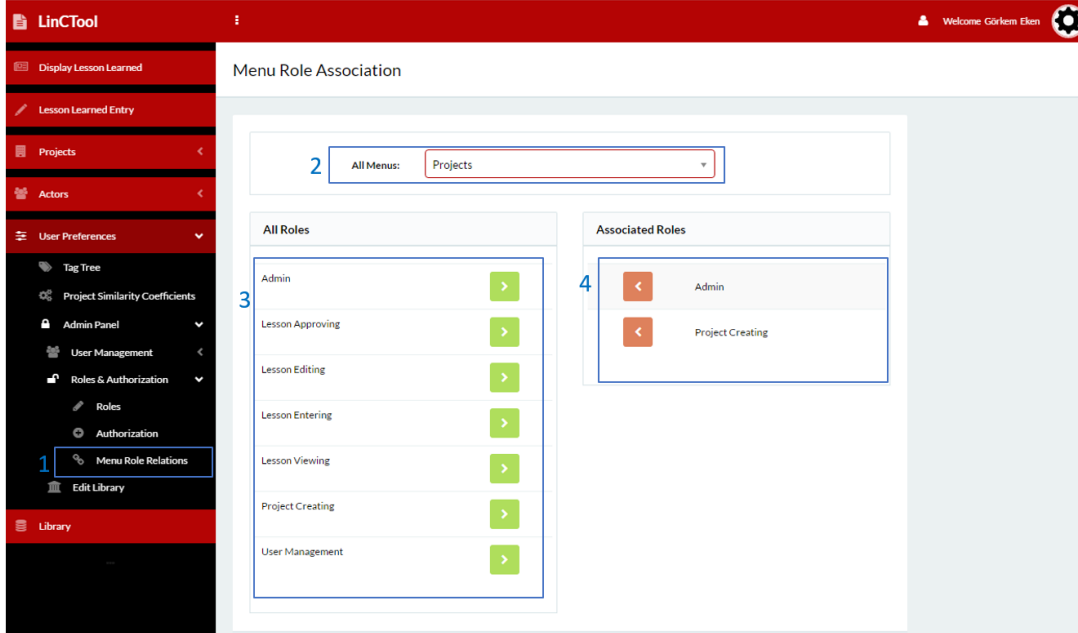 LinCTool
Welcome Görkem Eken
Display Lesson Learned
Lesson Learned Entry
Projects
Actors
User Preferences
Tag Tree
Project Similarity Coefficients
Admin Panel
User Management
Roles & Authorization
Roles
Authorization
1 Menu Role Relations
Edit Library
Library
Menu Role Association
2 All Menus: Projects
All Roles
3
Admin
Lesson Approving
Lesson Editing
Lesson Entering
Lesson Viewing
Project Creating
User Management
Associated Roles
4
Admin
Project Creating